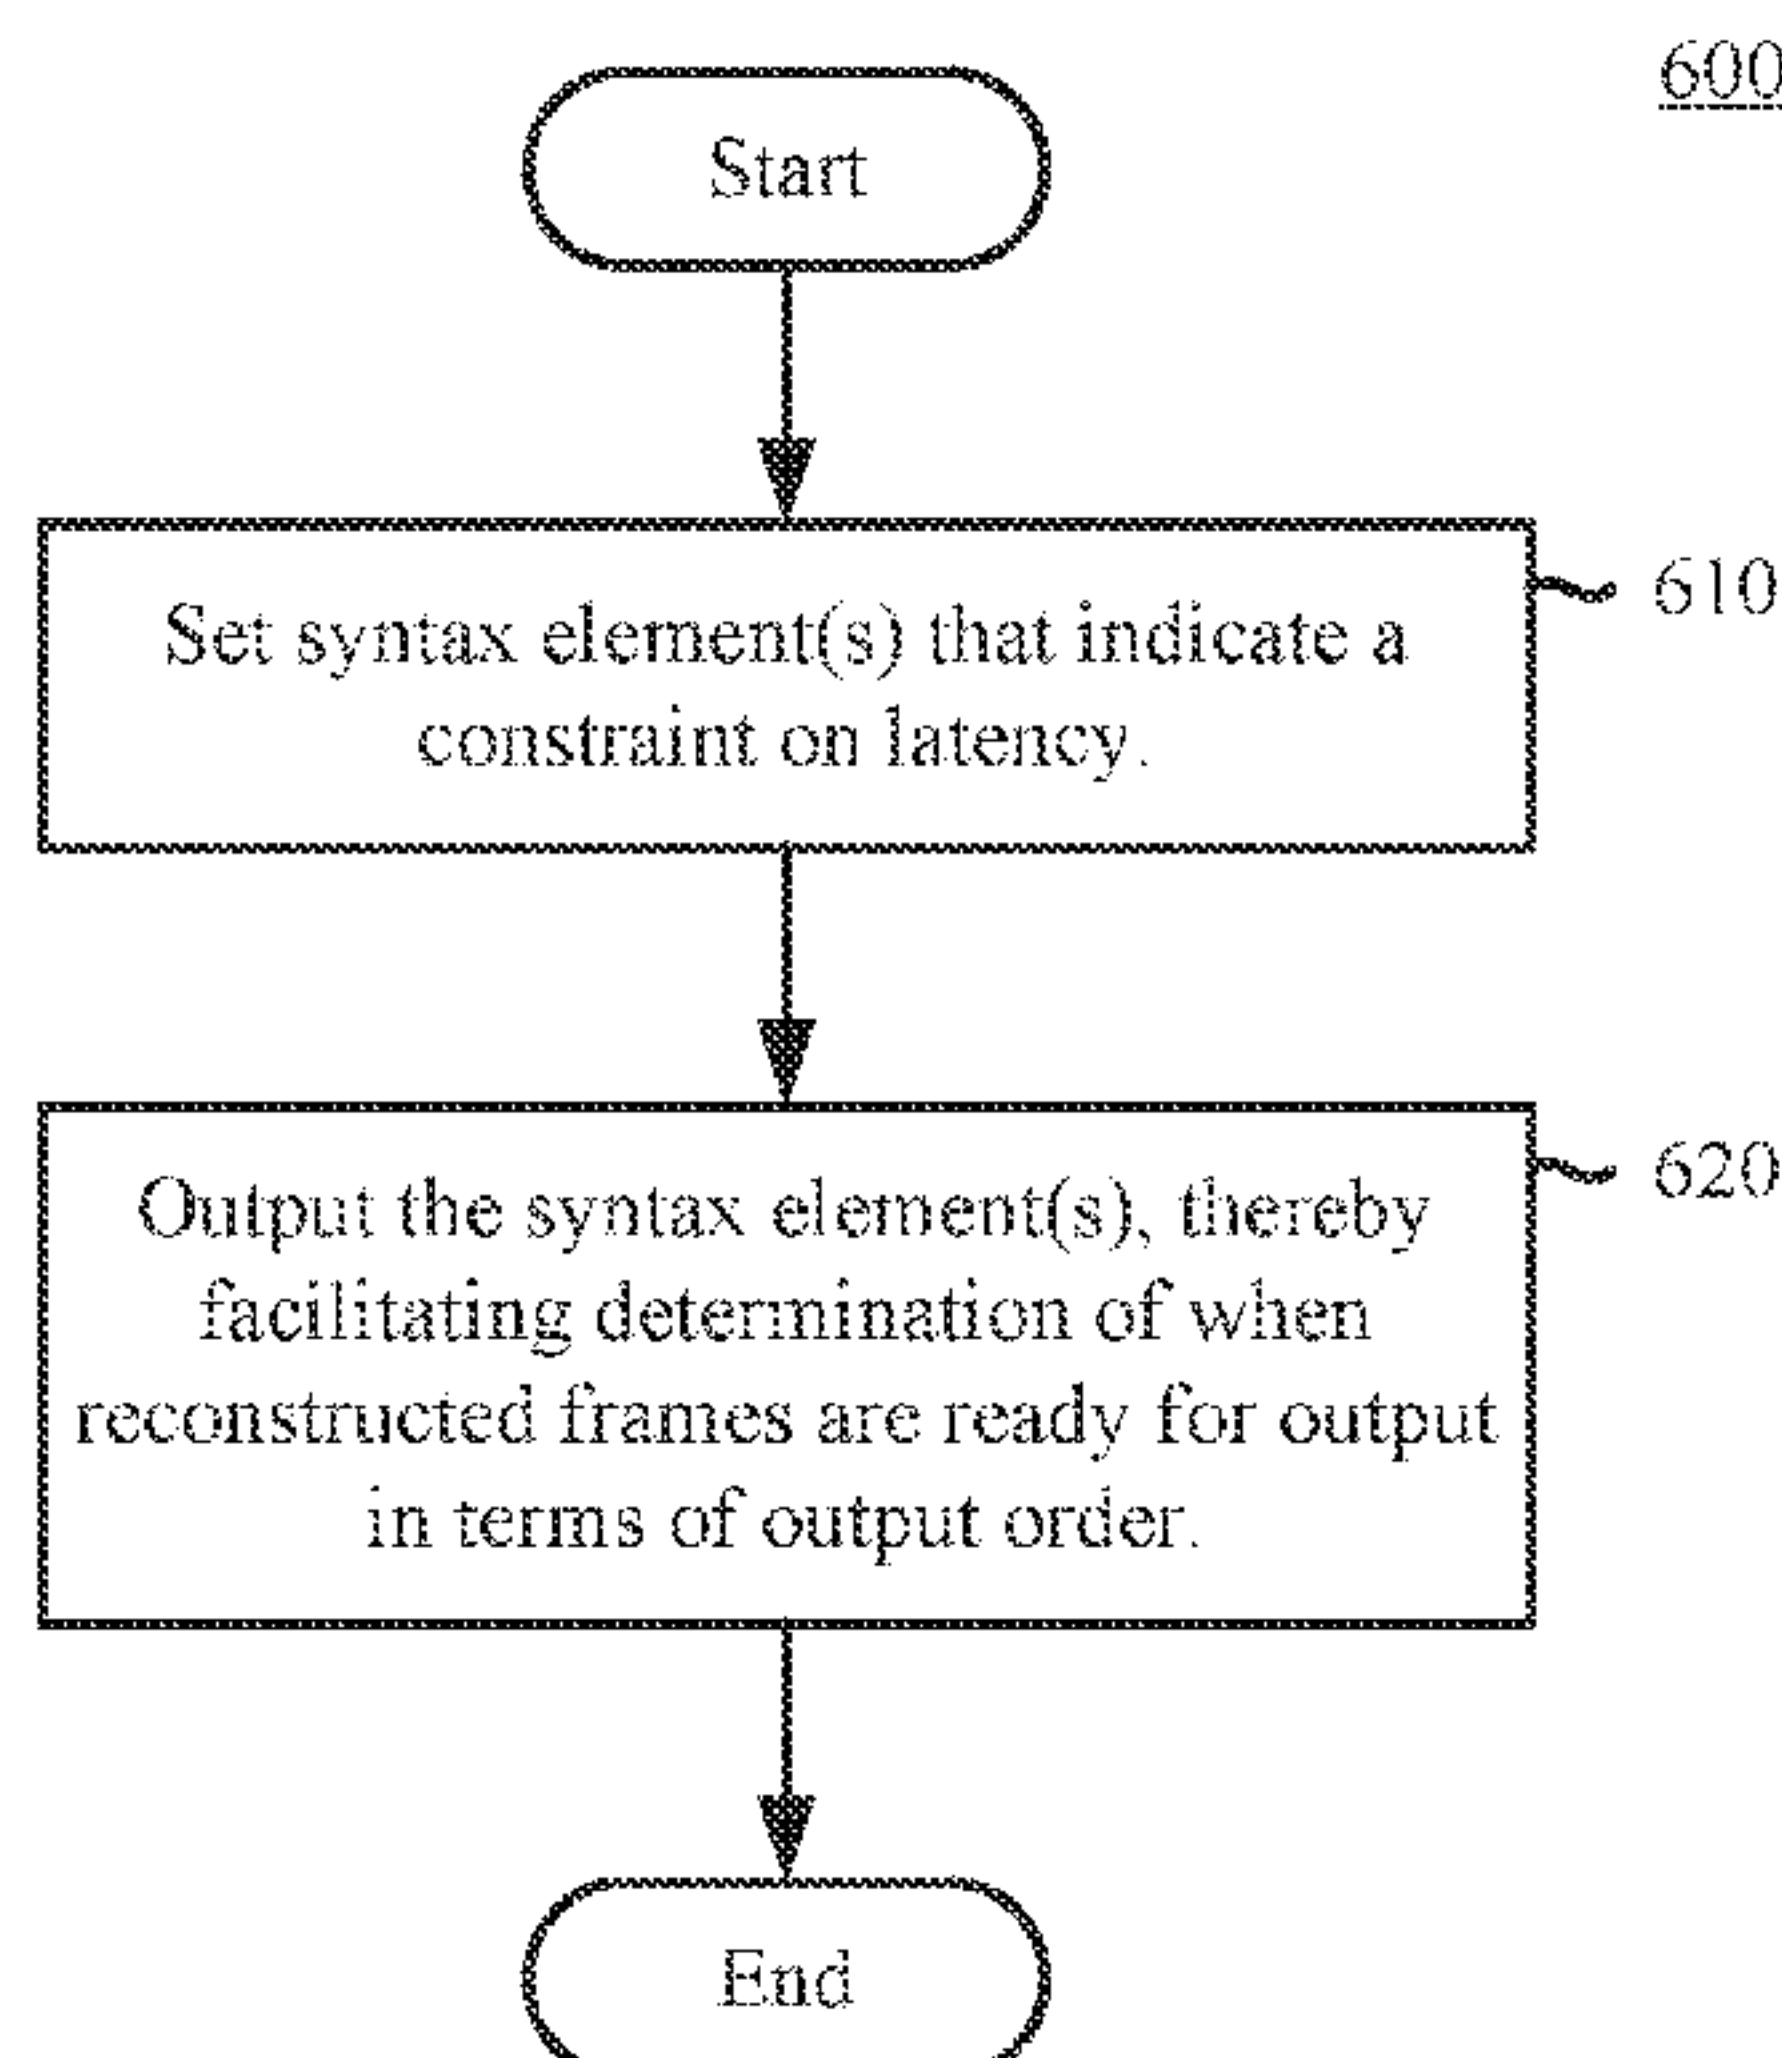 600
Start
610
Set syntax element(s) that indicate a
constraint on latency.
620
Output the syntax element(s), thereby
facilitating determination of when
reconstructed frames are ready for output
in terms of output order.
End